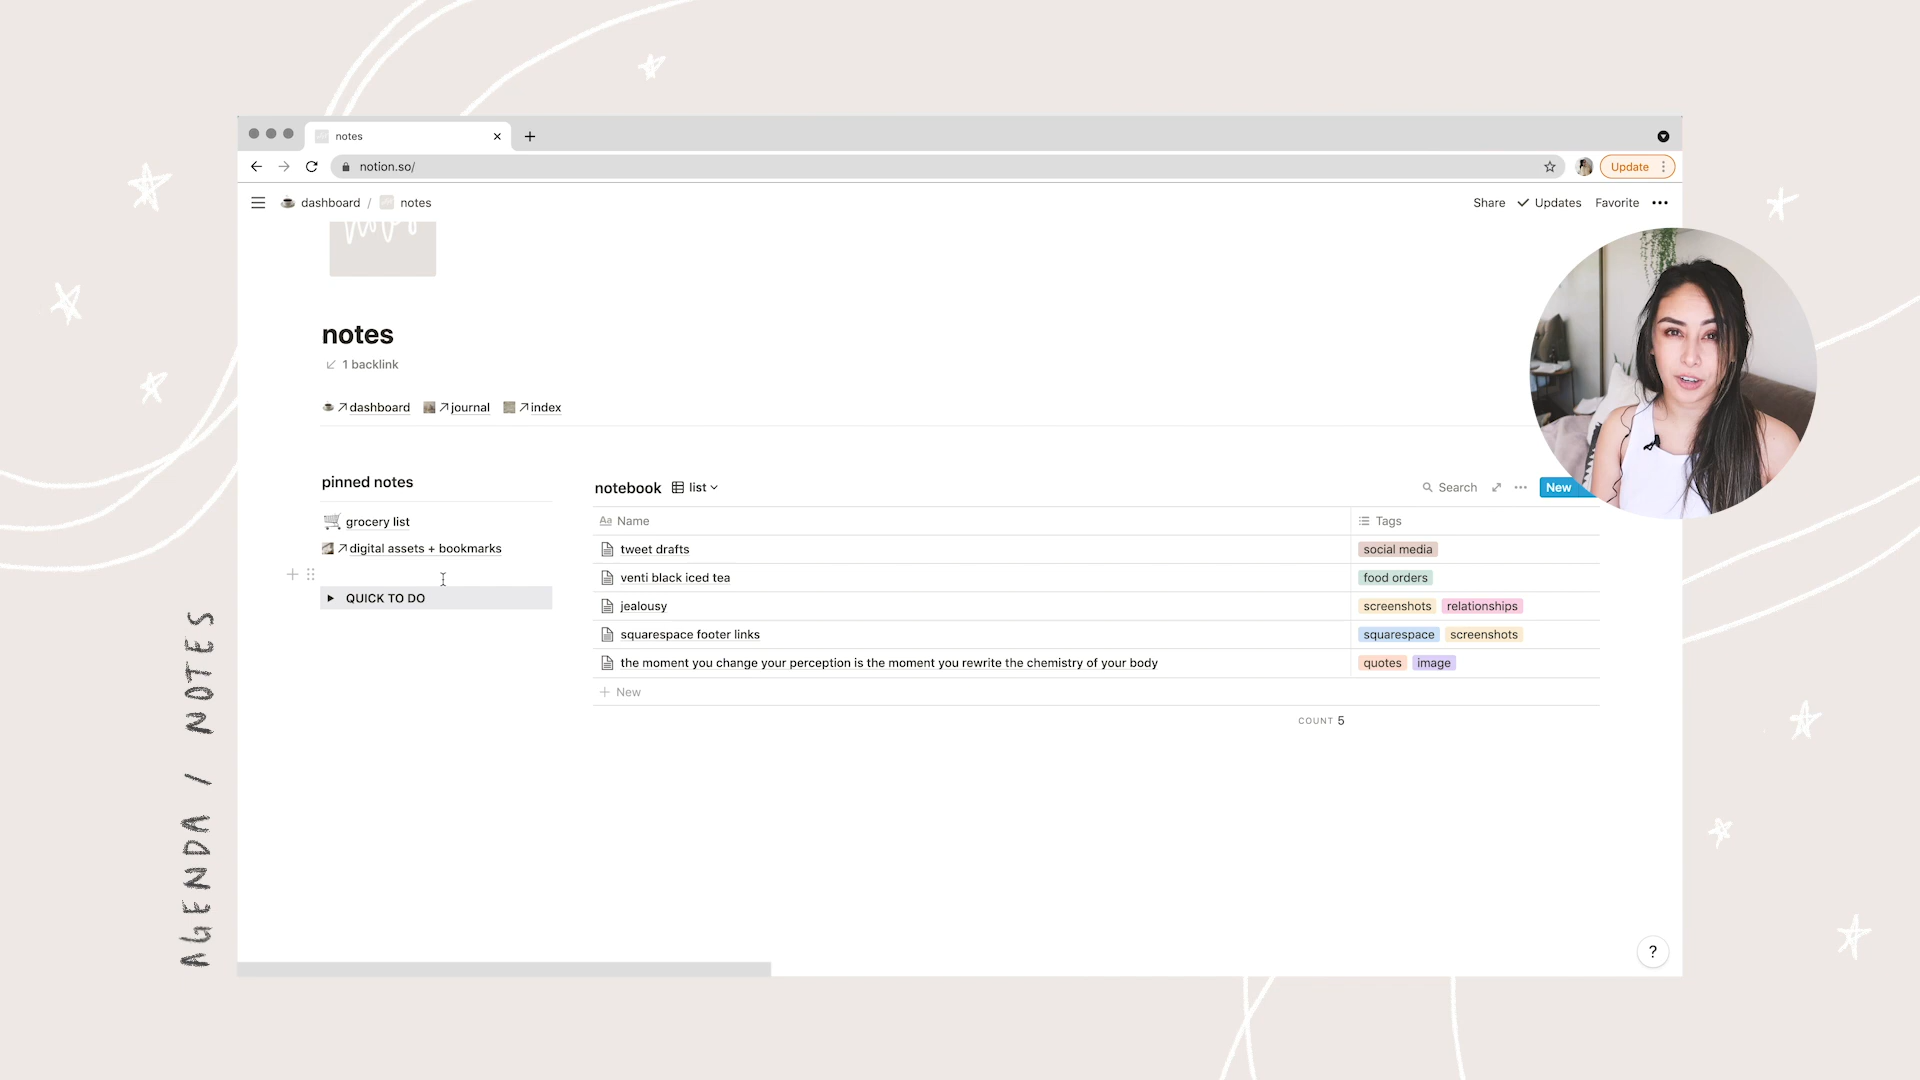 notes
notion.so/
Update
dashboard / notes
Share Updates Favorite
notes
1 backlink
dashboard journal index
pinned notes
grocery list
digital assets + bookmarks
QUICK TO DO
notebook list
Search
New
Aa Name Tags
tweet drafts social media
venti black iced tea food orders
jealousy screenshots relationships
squarespace footer links squarespace screenshots
the moment you change your perception is the moment you rewrite the chemistry of your body quotes image
+ New
COUNT 5
?
AGENDA / NOTES